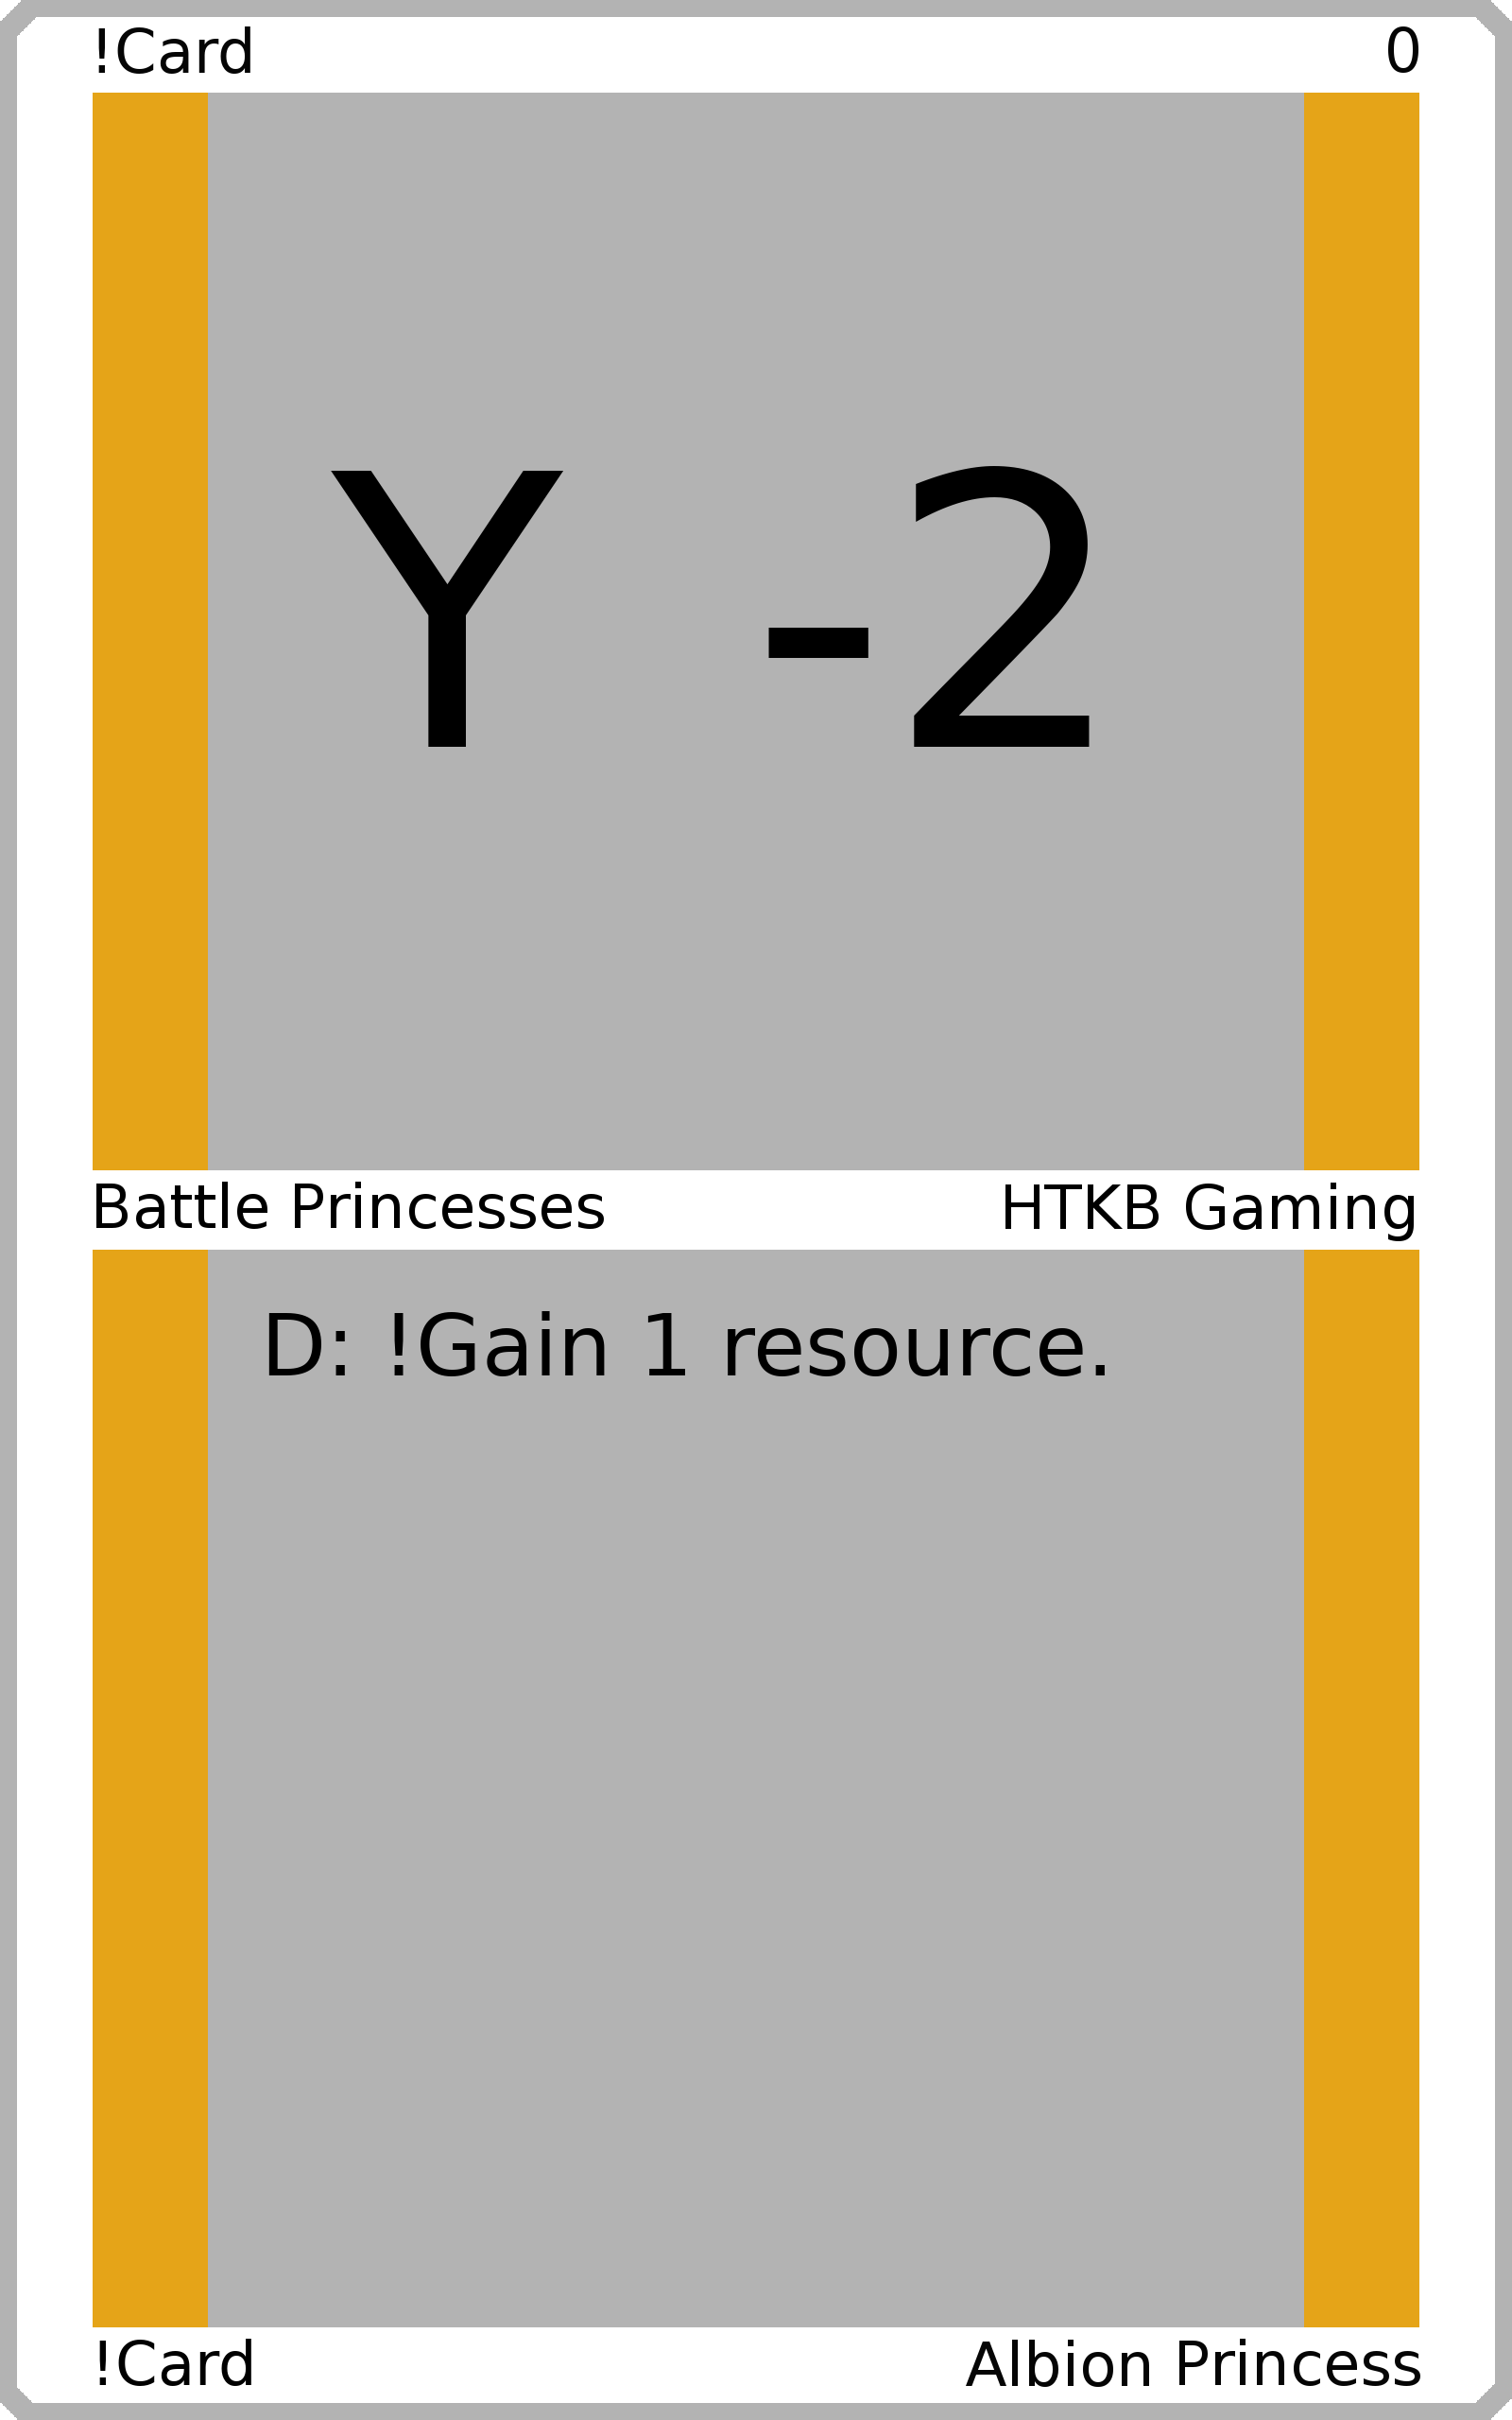 !Card 0
Y -2
Battle Princesses HTKB Gaming
D: !Gain 1 resource.
!Card Albion Princess